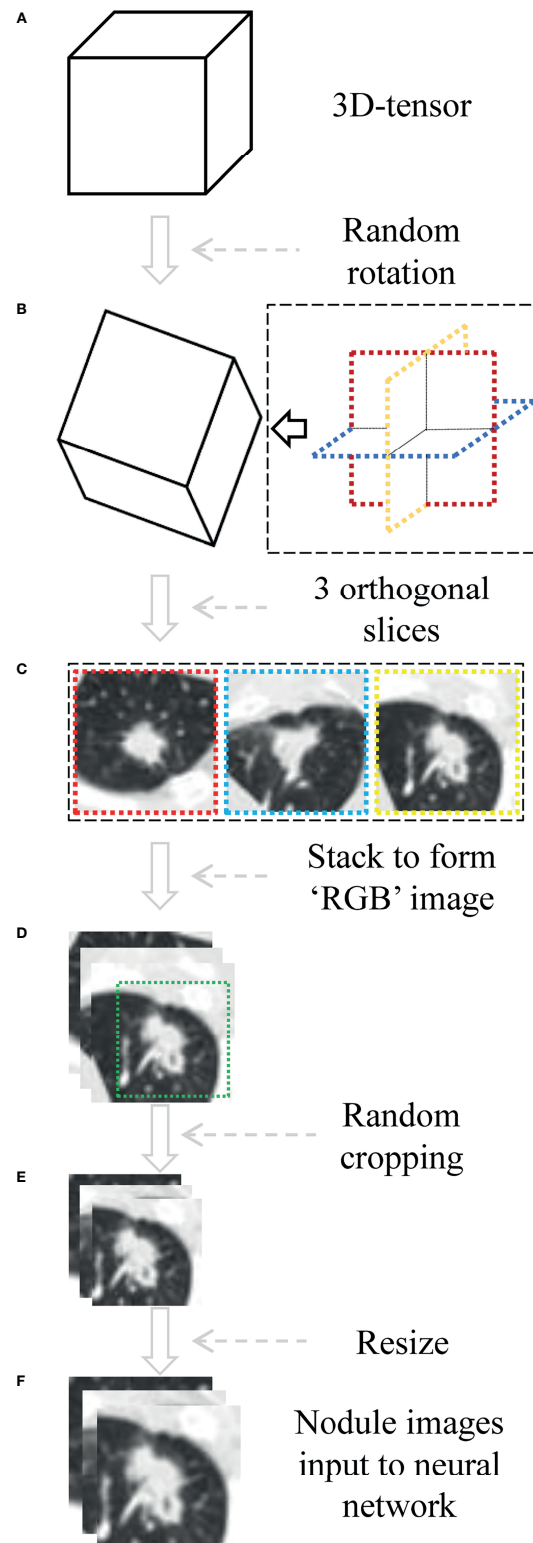 A
3D-tensor
Random
rotation
B
3 orthogonal
slices
C
Stack to form
‘RGB’ image
D
Random
cropping
E
Resize
F
Nodule images
input to neural
network